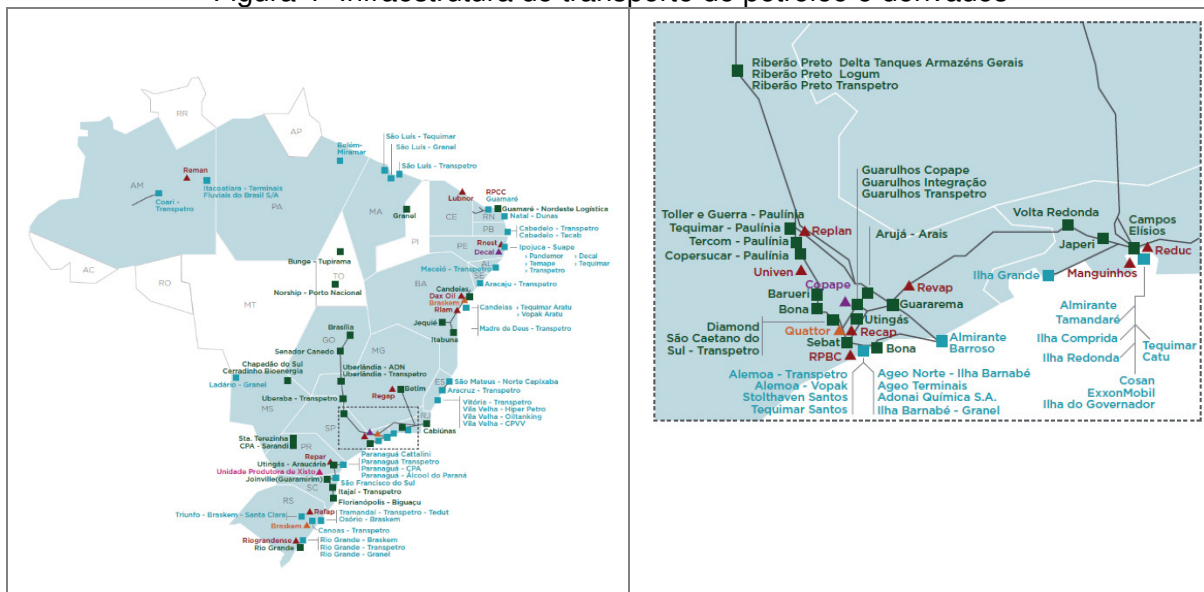 Figura 4- Infraestrutura de transporte de petróleo e derivados
RR
AP
Belém-
Miramar
São Luís - Tequimar
São Luís - Granel
São Luís - Transpetro
Reman
AM
Itacoatiara - Terminais
Fluviais do Brasil S/A
Coari -
Transpetro
PA
MA
Granel
Lubnor
CE
RPCC
Guamaré
Guamaré - Nordeste Logística
RN
Natal - Dunas
PB
Cabedelo - Transpetro
Cabedelo - Tecab
PI
PE
Rnest
Decal
Ipojuca - Suape
› Pandemor › Decal
› Temape › Tequimar
› Transpetro
AL
Maceió - Transpetro
SE
Aracaju - Transpetro
AC
RO
Bunge - Tupirama
TO
Norship - Porto Nacional
BA
Candeias
Dax Oil
Braskem
Rlam
Candeias › Tequimar Aratu
› Vopak Aratu
Madre de Deus - Transpetro
Jequié
Itabuna
MT
Brasília
GO
Senador Canedo
MG
Chapadão do Sul
Cerradinho Bioenergia
Ladário - Granel
Uberlândia - ADN
Uberlândia - Transpetro
Uberaba - Transpetro
Betim
Regap
ES
São Mateus - Norte Capixaba
Aracruz - Transpetro
Vitória - Transpetro
Vila Velha - Hiper Petro
Vila Velha - Oiltanking
Vila Velha - CPVV
MS
SP
RJ
Cabiúnas
Sta. Terezinha
CPA - Sarandi
PR
Repar
Utingás - Araucária
Paranaguá Cattalini
Paranaguá Transpetro
Paranaguá - CPA
Paranaguá - Álcool do Paraná
Unidade Produtora de Xisto
Joinville(Guaramirim)
São Francisco do Sul
SC
Itajaí - Transpetro
Florianópolis - Biguaçu
RS
Refap
Tramandaí - Transpetro - Tedut
Triunfo - Braskem - Santa Clara
Osório - Braskem
Braskem
Canoas - Transpetro
Riograndense
Rio Grande
Rio Grande - Braskem
Rio Grande - Transpetro
Rio Grande - Granel
Riberão Preto Delta Tanques Armazéns Gerais
Riberão Preto Logum
Riberão Preto Transpetro
Guarulhos Copape
Guarulhos Integração
Guarulhos Transpetro
Toller e Guerra - Paulínia
Tequimar - Paulínia
Tercom - Paulínia
Copersucar - Paulínia
Replan
Univen
Arujá - Arais
Volta Redonda
Japeri
Campos
Elísios
Reduc
Manguinhos
Ilha Grande
Copape
Revap
Barueri
Bona
Guararema
Utingás
Diamond
São Caetano do
Sul - Transpetro
Quattor
Recap
Sebat
RPBC
Bona
Almirante
Barroso
Almirante
Tamandaré
Ilha Comprida
Ilha Redonda
Tequimar
Catu
Cosan
ExxonMobil
Ilha do Governador
Alemoa - Transpetro
Alemoa - Vopak
Stolthaven Santos
Tequimar Santos
Ageo Norte - Ilha Barnabé
Ageo Terminais
Adonai Química S.A.
Ilha Barnabé - Granel